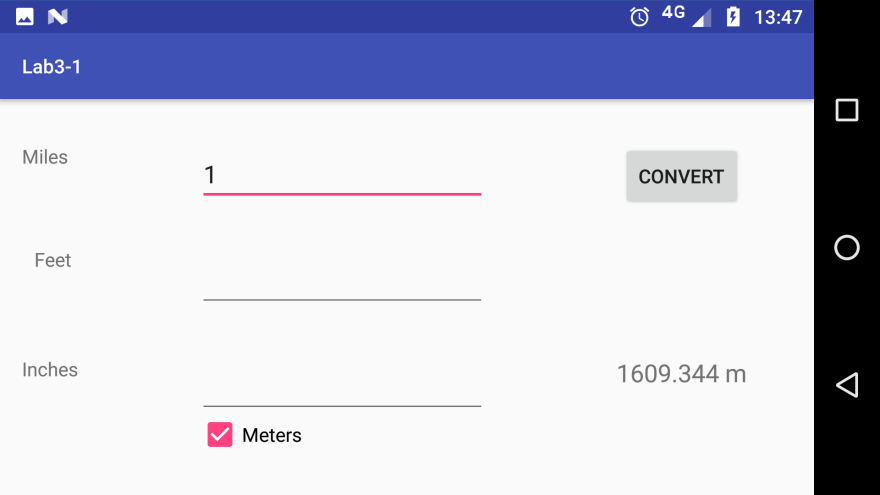 4G 13:47
Lab3-1
Miles
1
CONVERT
Feet
Inches
1609.344 m
Meters